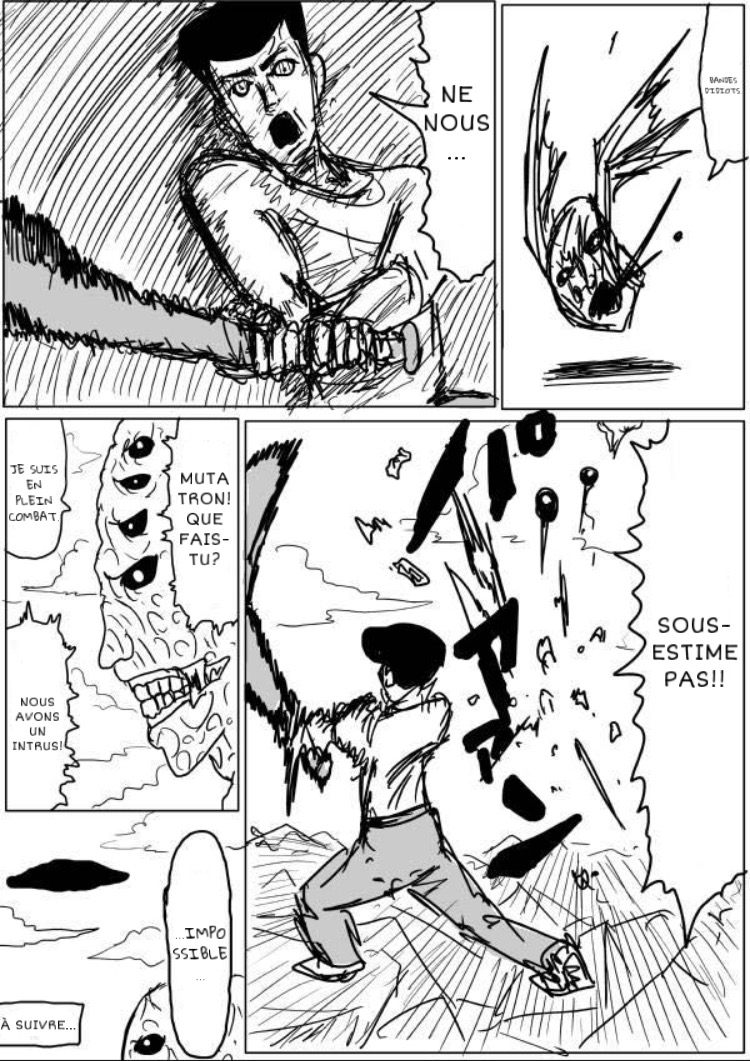 BANDES
D'IDIOTS
NE
NOUS
...
SOUS-
ESTIME
PAS!!
MUTA
TRON!
QUE
FAIS-
TU?
JE SUIS
EN
PLEIN
COMBAT
NOUS
AVONS
UN
INTRUS!
...IMPO
SSIBLE
...
À SUIVRE...